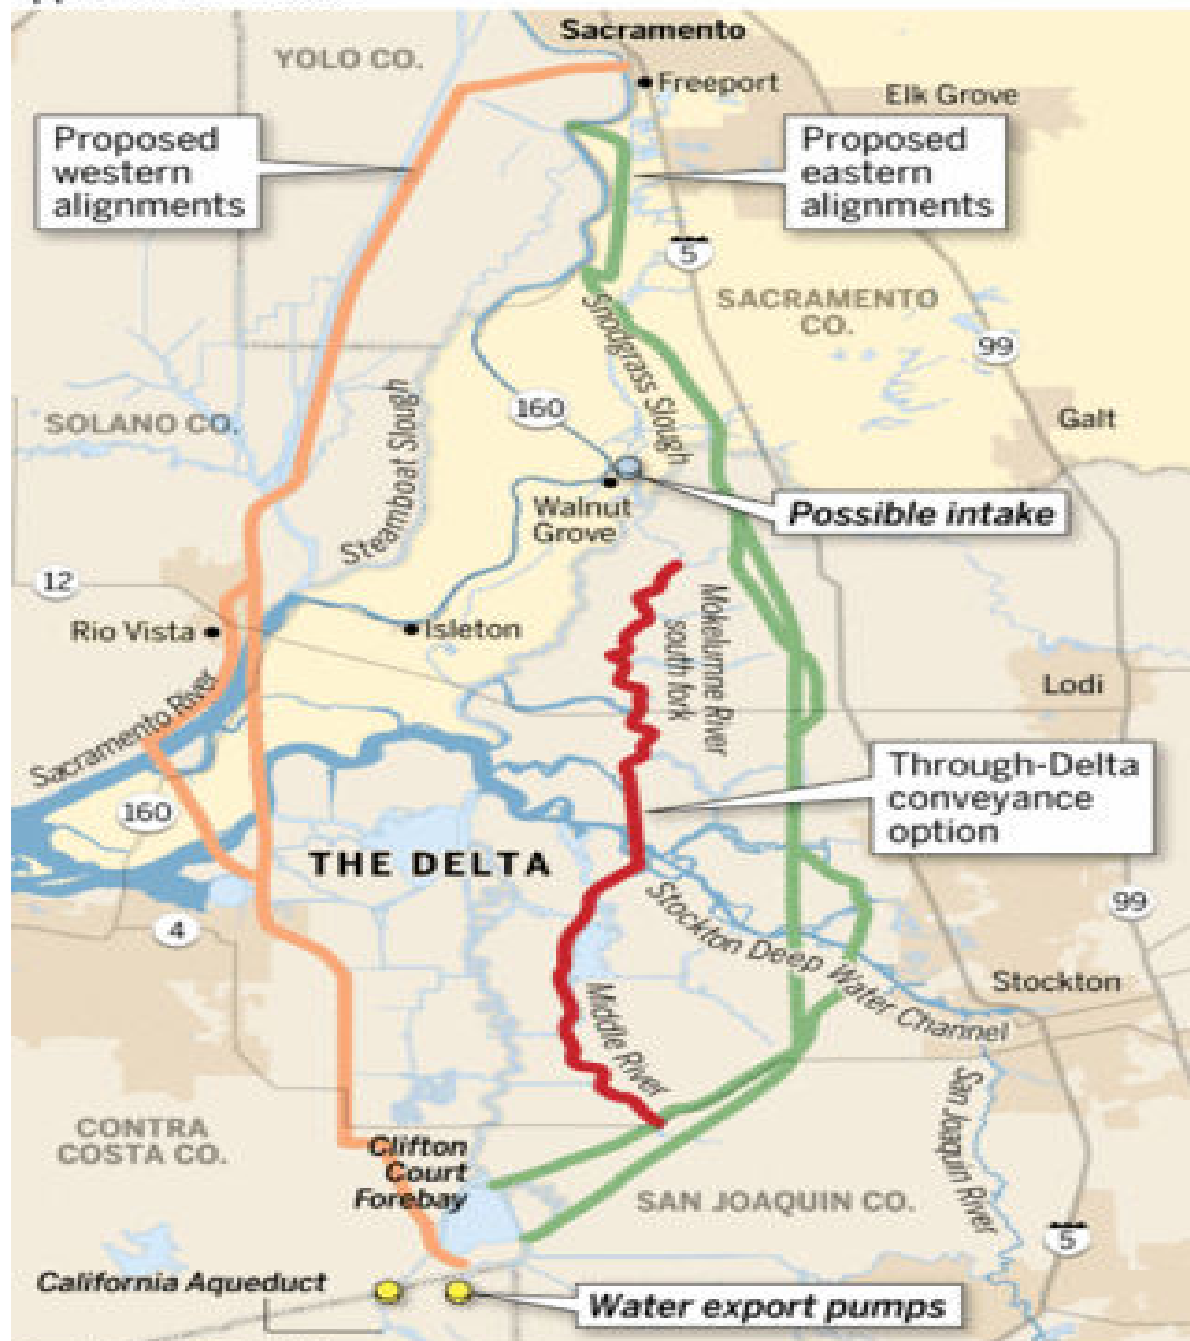 Sacramento
YOLO CO.
Freeport
Elk Grove
Proposed
western
alignments
Proposed
eastern
alignments
5
SACRAMENTO
CO.
Snodgrass Slough
99
160
Galt
SOLANO CO.
Steamboat Slough
Walnut
Grove
Possible intake
12
Rio Vista
Isleton
Mokelumne River
south fork
Lodi
Sacramento River
Through-Delta
conveyance
option
160
THE DELTA
Stockton Deep Water Channel
99
4
Stockton
Middle River
San Joaquin River
CONTRA
COSTA CO.
Clifton
Court
Forebay
SAN JOAQUIN CO.
5
California Aqueduct
Water export pumps